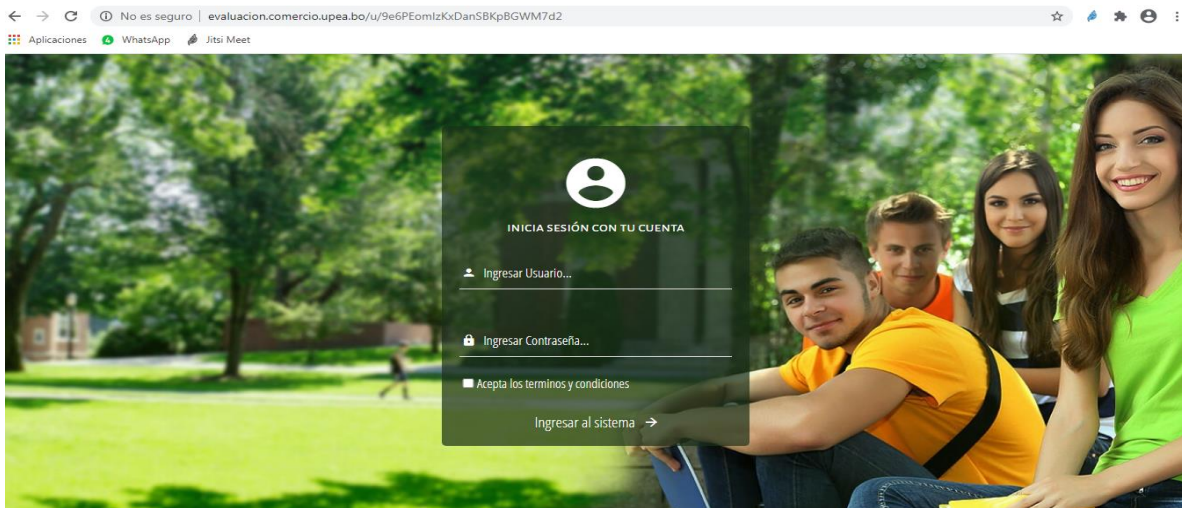 No es seguro | evaluacion.comercio.upea.bo/u/9e6PEomIzKxDanSBKpBGWM7d2
Aplicaciones WhatsApp Jitsi Meet
INICIA SESIÓN CON TU CUENTA
Ingresar Usuario...
Ingresar Contraseña...
Acepta los terminos y condiciones
Ingresar al sistema →